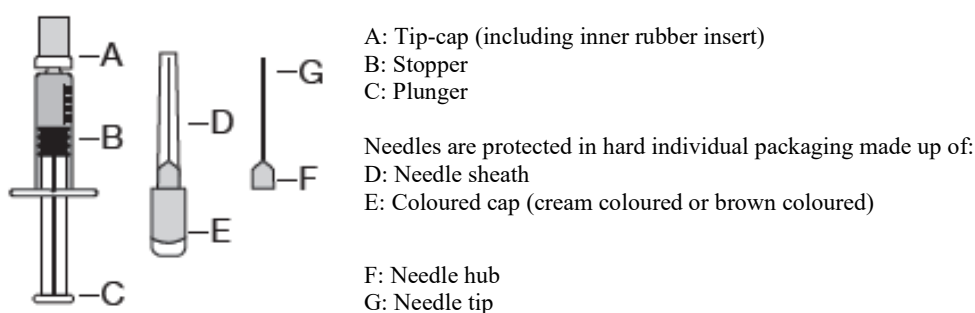 A: Tip-cap (including inner rubber insert)
B: Stopper
C: Plunger
Needles are protected in hard individual packaging made up of:
D: Needle sheath
E: Coloured cap (cream coloured or brown coloured)
F: Needle hub
G: Needle tip
A
B
C
D
E
G
F